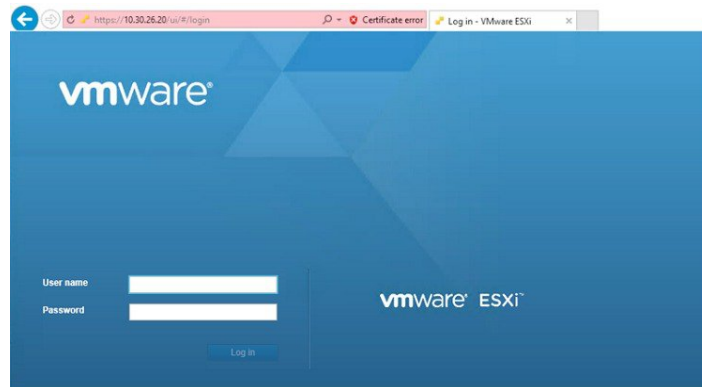 https://10.30.26.20/ui/#/login
Certificate error
Log in - VMware ESXi
vmware®
User name
Password
vmware® ESXi™
Log in